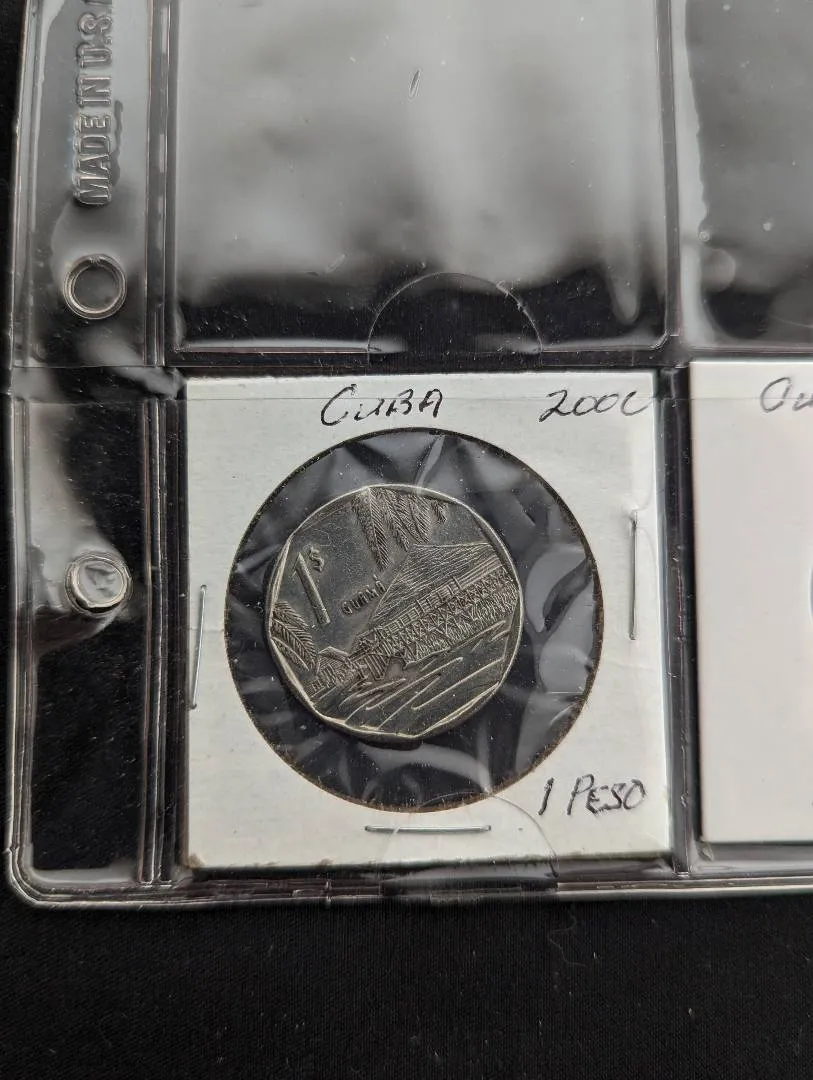 MADE IN U.S.A
CUBA 2000
1$
GUAMÁ
1 PESO